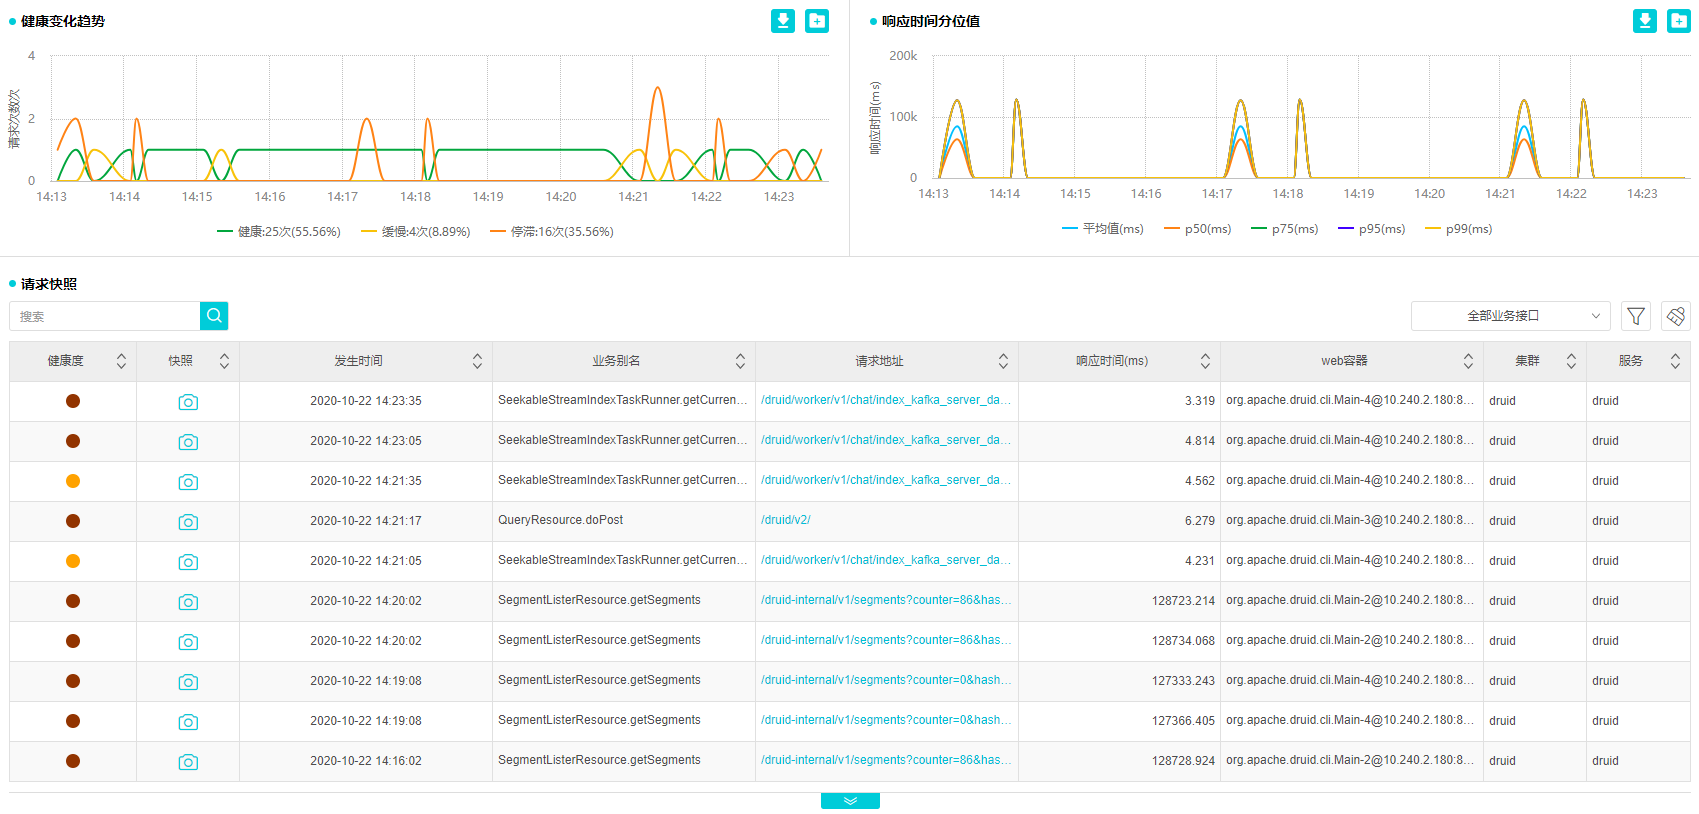 健康变化趋势
4
2
0
请求次数次
14:13 14:14 14:15 14:16 14:17 14:18 14:19 14:20 14:21 14:22 14:23
健康:25次(55.56%) 缓慢:4次(8.89%) 停滞:16次(35.56%)
响应时间分位值
200k
100k
0
响应时间(ms)
14:13 14:14 14:15 14:16 14:17 14:18 14:19 14:20 14:21 14:22 14:23
平均值(ms) p50(ms) p75(ms) p95(ms) p99(ms)
请求快照
搜索
全部业务接口
健康度 快照 发生时间 业务别名 请求地址 响应时间(ms) web容器 集群 服务
2020-10-22 14:23:35 SeekableStreamIndexTaskRunner.getCurren... /druid/worker/v1/chat/index_kafka_server_da... 3.319 org.apache.druid.cli.Main-4@10.240.2.180:8... druid druid
2020-10-22 14:23:05 SeekableStreamIndexTaskRunner.getCurren... /druid/worker/v1/chat/index_kafka_server_da... 4.814 org.apache.druid.cli.Main-4@10.240.2.180:8... druid druid
2020-10-22 14:21:35 SeekableStreamIndexTaskRunner.getCurren... /druid/worker/v1/chat/index_kafka_server_da... 4.562 org.apache.druid.cli.Main-4@10.240.2.180:8... druid druid
2020-10-22 14:21:17 QueryResource.doPost /druid/v2/ 6.279 org.apache.druid.cli.Main-3@10.240.2.180:8... druid druid
2020-10-22 14:21:05 SeekableStreamIndexTaskRunner.getCurren... /druid/worker/v1/chat/index_kafka_server_da... 4.231 org.apache.druid.cli.Main-4@10.240.2.180:8... druid druid
2020-10-22 14:20:02 SegmentListerResource.getSegments /druid-internal/v1/segments?counter=86&has... 128723.214 org.apache.druid.cli.Main-2@10.240.2.180:8... druid druid
2020-10-22 14:20:02 SegmentListerResource.getSegments /druid-internal/v1/segments?counter=86&has... 128734.068 org.apache.druid.cli.Main-2@10.240.2.180:8... druid druid
2020-10-22 14:19:08 SegmentListerResource.getSegments /druid-internal/v1/segments?counter=0&hash... 127333.243 org.apache.druid.cli.Main-4@10.240.2.180:8... druid druid
2020-10-22 14:19:08 SegmentListerResource.getSegments /druid-internal/v1/segments?counter=0&hash... 127366.405 org.apache.druid.cli.Main-4@10.240.2.180:8... druid druid
2020-10-22 14:16:02 SegmentListerResource.getSegments /druid-internal/v1/segments?counter=86&has... 128728.924 org.apache.druid.cli.Main-2@10.240.2.180:8... druid druid